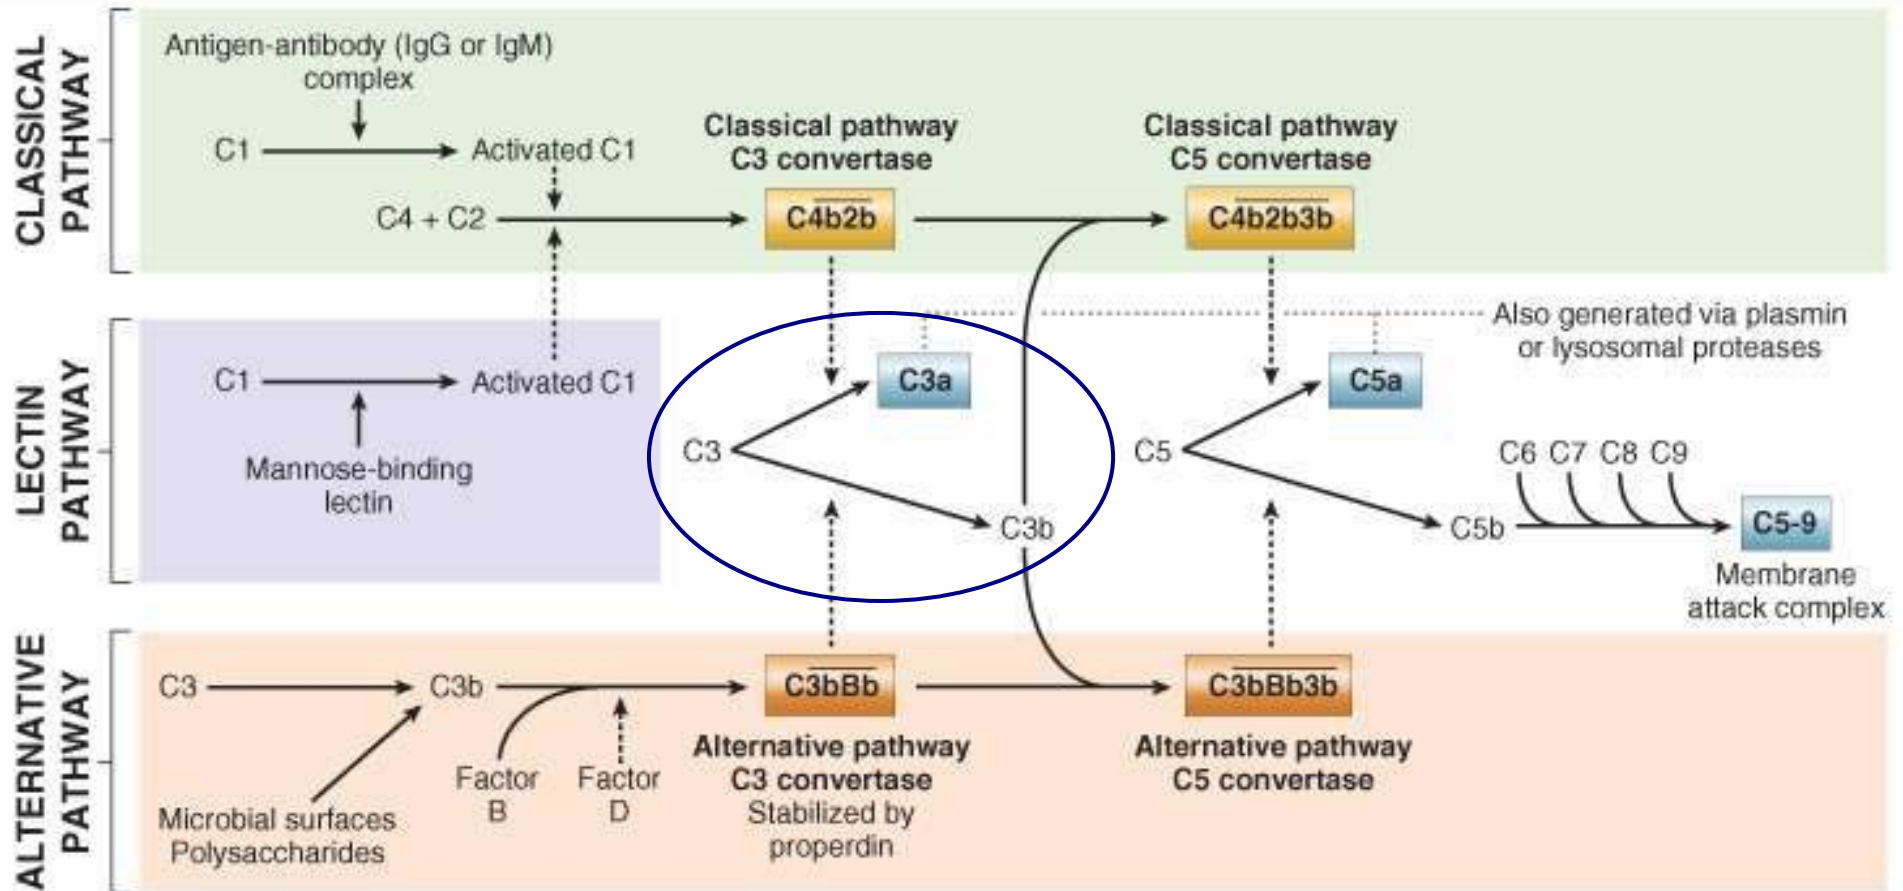 CLASSICAL
PATHWAY
Antigen-antibody (IgG or IgM)
complex
C1
Activated C1
C4 + C2
Classical pathway
C3 convertase
C4b2b
Classical pathway
C5 convertase
C4b2b3b
LECTIN
PATHWAY
C1
Activated C1
Mannose-binding
lectin
C3
C3a
C3b
Also generated via plasmin
or lysosomal proteases
C5
C5a
C5b
C6 C7 C8 C9
C5-9
Membrane
attack complex
ALTERNATIVE
PATHWAY
C3
C3b
Microbial surfaces
Polysaccharides
Factor
B
Factor
D
C3bBb
Alternative pathway
C3 convertase
Stabilized by
properdin
C3bBb3b
Alternative pathway
C5 convertase